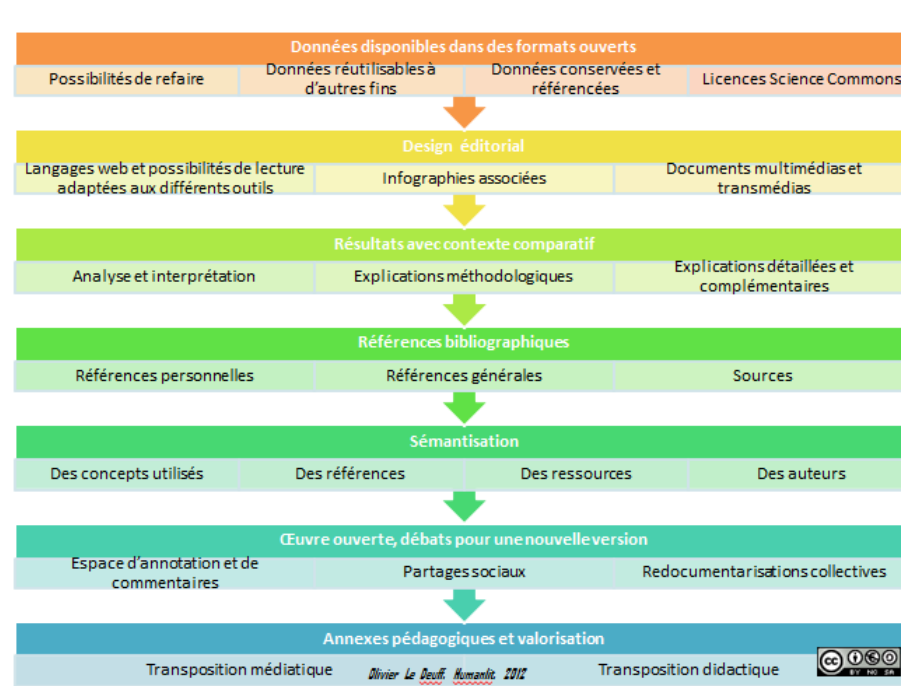 Données disponibles dans des formats ouverts
Possibilités de refaire
Données réutilisables à
d'autres fins
Données conservées et
référencées
Licences Science Commons
Design éditorial
Langages web et possibilités de lecture
adaptées aux différents outils
Infographies associées
Documents multimédias et
transmédias
Résultats avec contexte comparatif
Analyse et interprétation
Explications méthodologiques
Explications détaillées et
complémentaires
Références bibliographiques
Références personnelles
Références générales
Sources
Sémantisation
Des concepts utilisés
Des références
Des ressources
Des auteurs
Œuvre ouverte, débats pour une nouvelle version
Espace d'annotation et de
commentaires
Partages sociaux
Redocumentarisations collectives
Annexes pédagogiques et valorisation
Transposition médiatique
Olivier Le Deuff. Humanlit. 2012
Transposition didactique
cc
BY NC SA